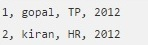 1, gopal, TP, 2012
2, kiran, HR, 2012